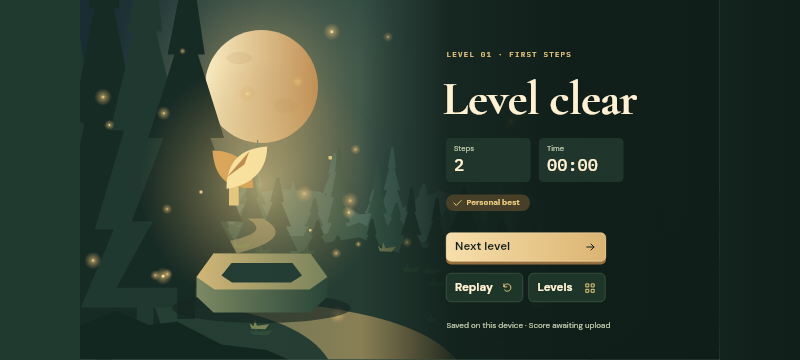 LEVEL 01 · FIRST STEPS
Level clear
Steps
2
Time
00:00
Personal best
Next level
Replay
Levels
Saved on this device · Score awaiting upload